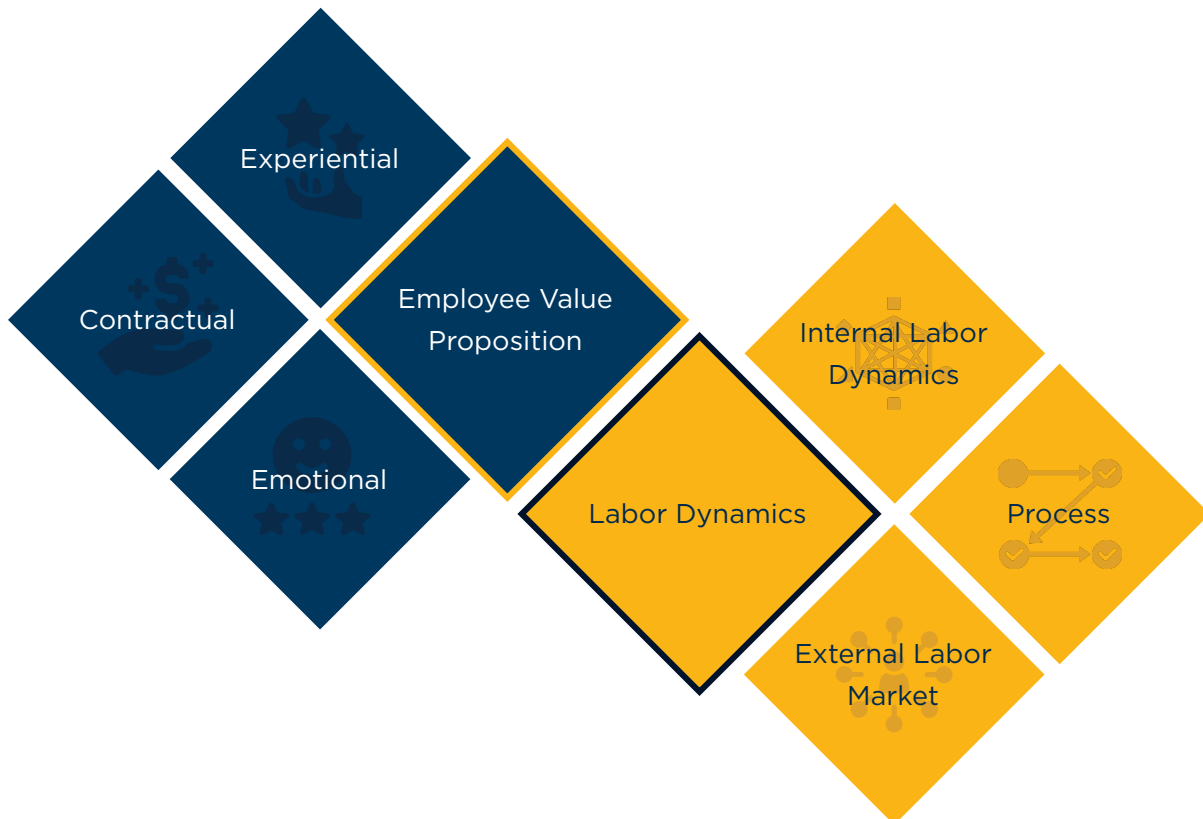 Experiential
Contractual
Emotional
Employee Value
Proposition
Labor Dynamics
Internal Labor
Dynamics
Process
External Labor
Market